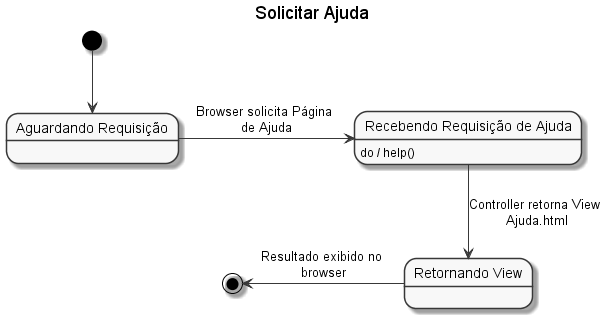 Solicitar Ajuda
Aguardando Requisição
Browser solicita Página
de Ajuda
Recebendo Requisição de Ajuda
do / help()
Controller retorna View
Ajuda.html
Resultado exibido no
browser
Retornando View